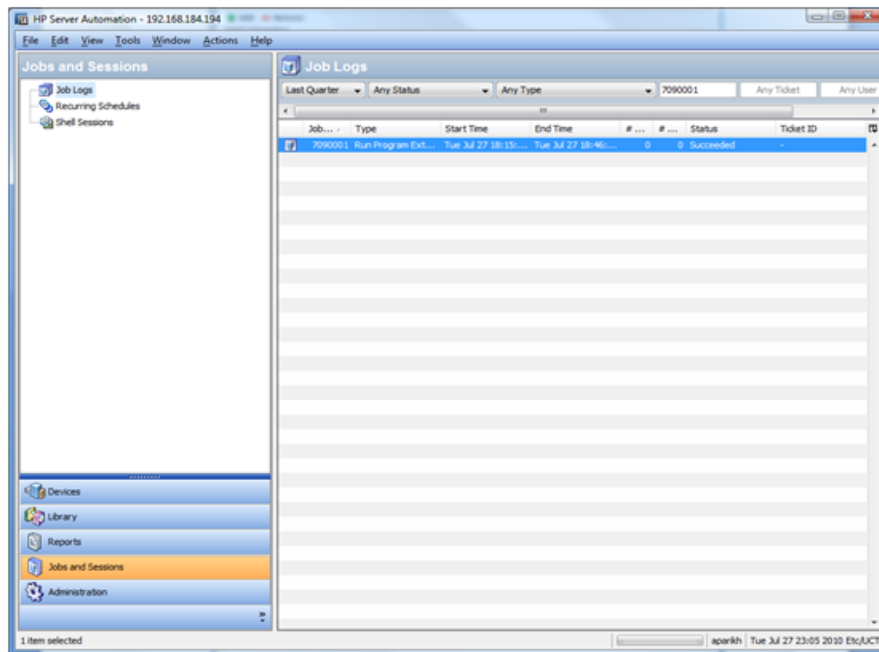 HP Server Automation - 192.168.184.194
File Edit View Tools Window Actions Help
Jobs and Sessions
Job Logs
Recurring Schedules
Shell Sessions
Devices
Library
Reports
Jobs and Sessions
Administration
Job Logs
Last Quarter Any Status Any Type 7090001 Any Ticket Any User
Job... Type Start Time End Time # ... # ... Status Ticket ID
7090001 Run Program Ext... Tue Jul 27 18:15:... Tue Jul 27 18:46:... 0 0 Succeeded -
1 item selected
aparikh Tue Jul 27 23:05 2010 Etc/UCT